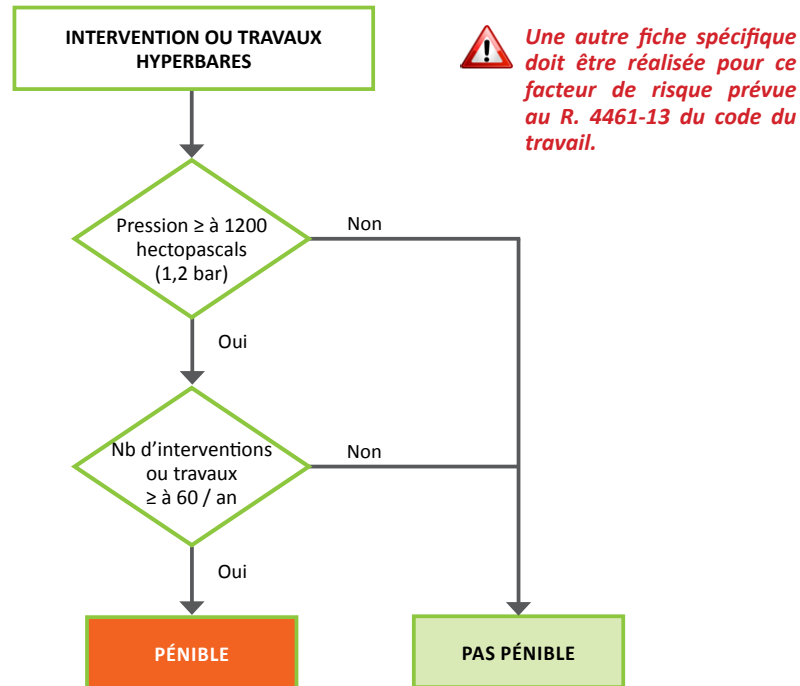 INTERVENTION OU TRAVAUX
HYPERBARES
Une autre fiche spécifique
doit être réalisée pour ce
facteur de risque prévue
au R. 4461-13 du code du
travail.
Pression ≥ à 1200
hectopascals
(1,2 bar)
Non
Oui
Nb d’interventions
ou travaux
≥ à 60 / an
Non
Oui
PÉNIBLE
PAS PÉNIBLE